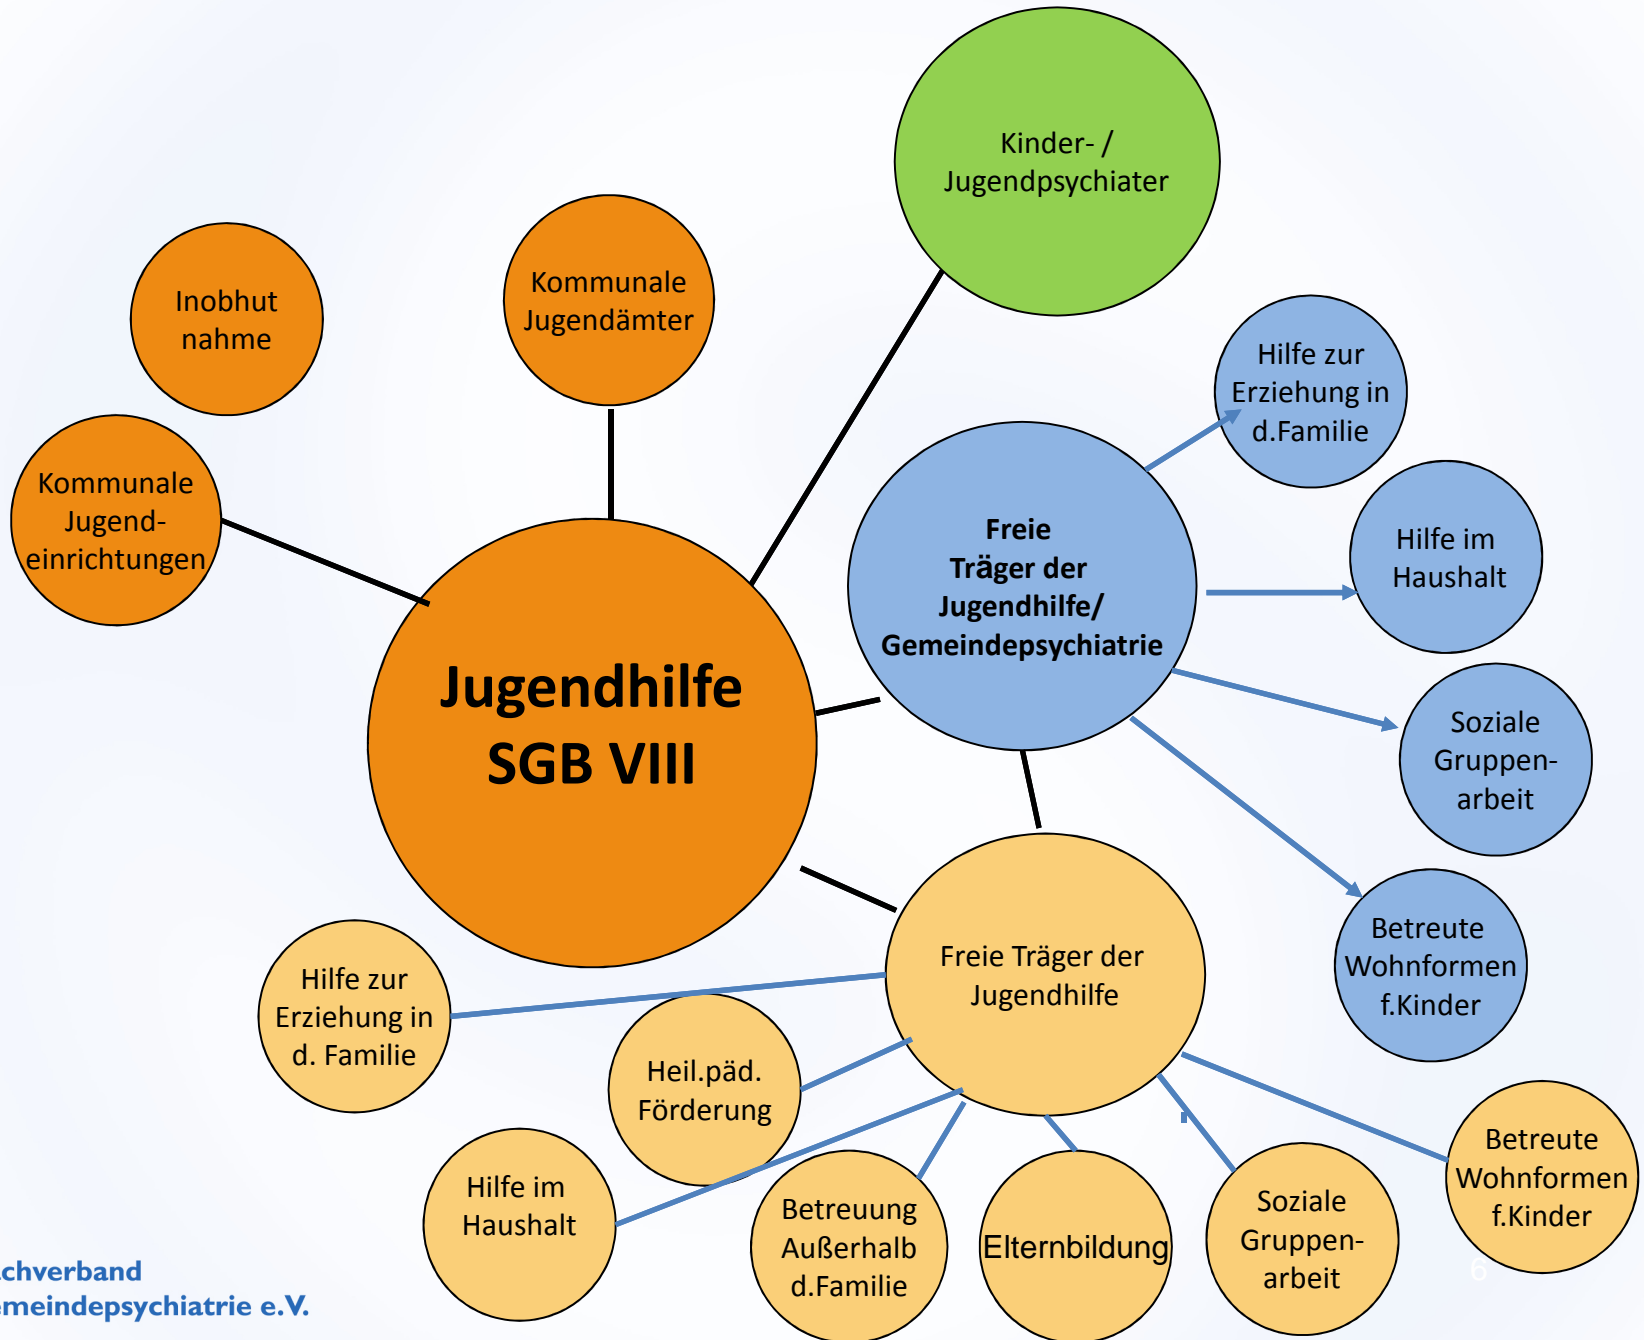 Kinder- /
Jugendpsychiater
Kommunale
Jugendämter
Inobhut
nahme
Kommunale
Jugend-
einrichtungen
Hilfe zur
Erziehung in
d.Familie
Freie
Träger der
Jugendhilfe/
Gemeindepsychiatrie
Hilfe im
Haushalt
Jugendhilfe
SGB VIII
Soziale
Gruppen-
arbeit
Betreute
Wohnformen
f.Kinder
Freie Träger der
Jugendhilfe
Hilfe zur
Erziehung in
d. Familie
Heil.päd.
Förderung
Hilfe im
Haushalt
Betreuung
Außerhalb
d.Familie
Elternbildung
Soziale
Gruppen-
arbeit
Betreute
Wohnformen
f.Kinder
6
achverband
emeindepsychiatrie e.V.